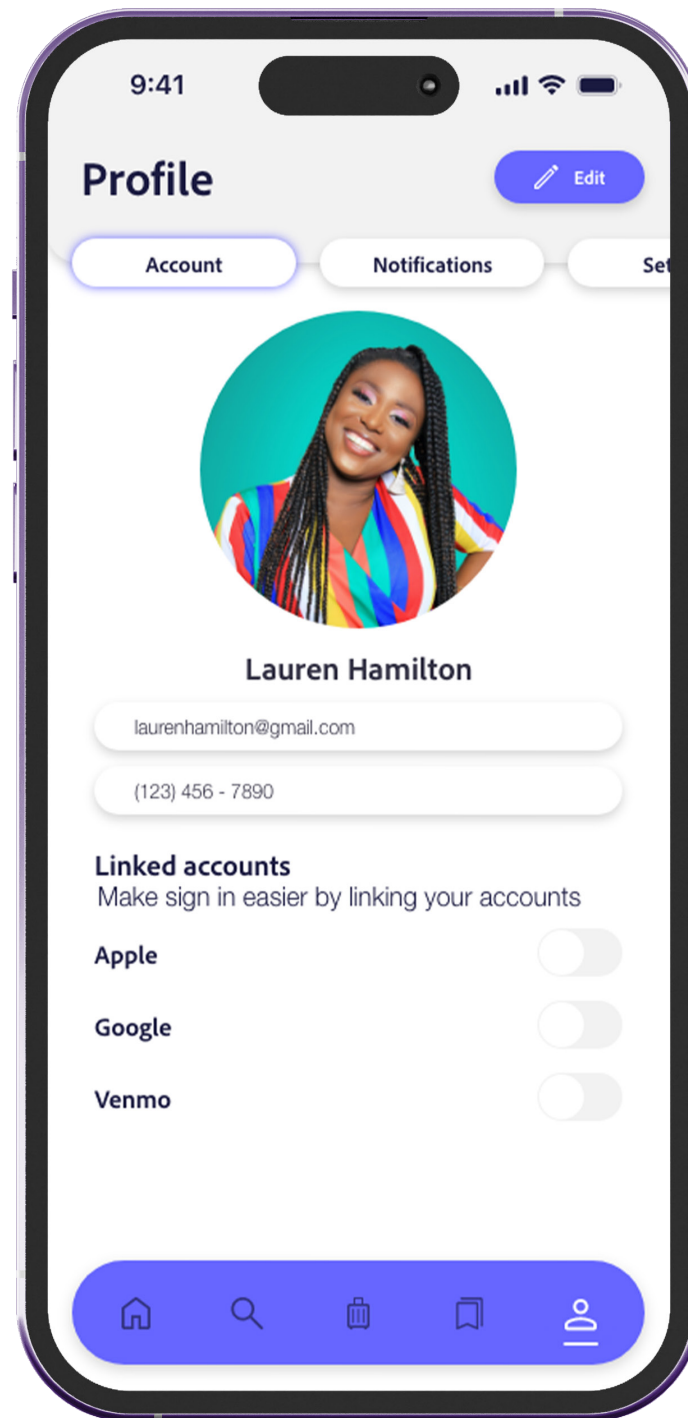 9:41
Profile
Edit
Account
Notifications
Set
Lauren Hamilton
laurenhamilton@gmail.com
(123) 456 - 7890
Linked accounts
Make sign in easier by linking your accounts
Apple
Google
Venmo